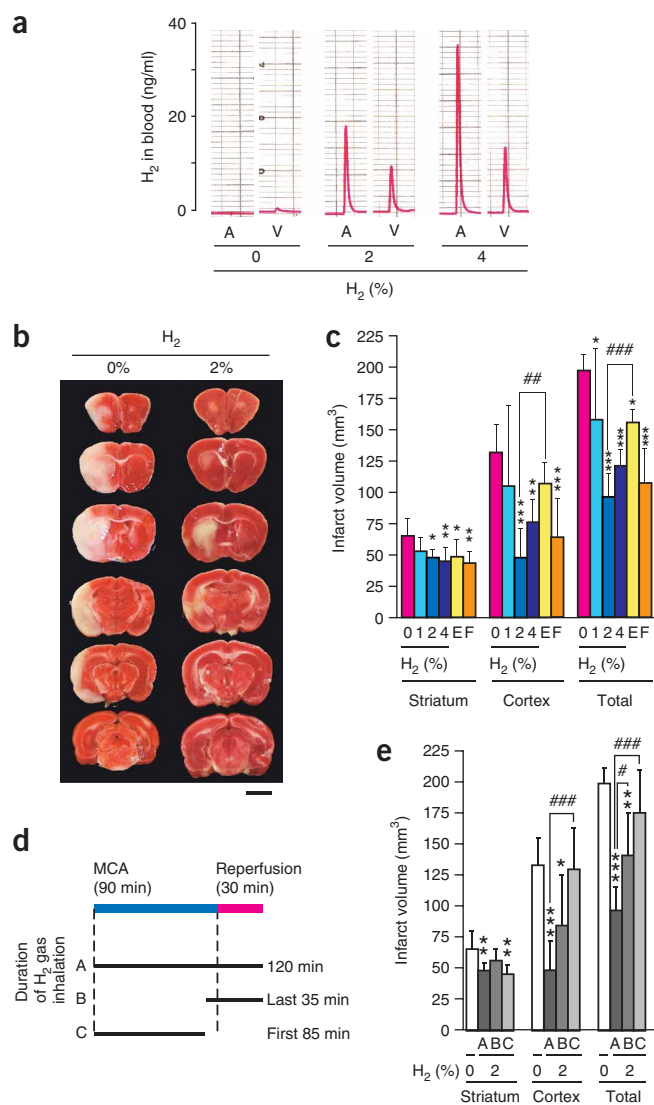 a
H2 in blood (ng/ml)
40
20
0
A V A V A V
0 2 4
H2 (%)
b
H2
0% 2%
c
Infarct volume (mm³)
225
200
175
150
125
100
75
50
25
0
* ** * **
## *** ** ***
### * *** *** * ***
0 1 2 4 E F 0 1 2 4 E F 0 1 2 4 E F
H2 (%) H2 (%) H2 (%)
Striatum Cortex Total
d
MCA
(90 min)
Reperfusion
(30 min)
Duration
of H2 gas
inhalation
A 120 min
B Last 35 min
C First 85 min
e
Infarct volume (mm³)
225
200
175
150
125
100
75
50
25
0
** **
### *** *
### # *** **
A B C A B C A B C
H2 (%) 0 2 0 2 0 2
Striatum Cortex Total